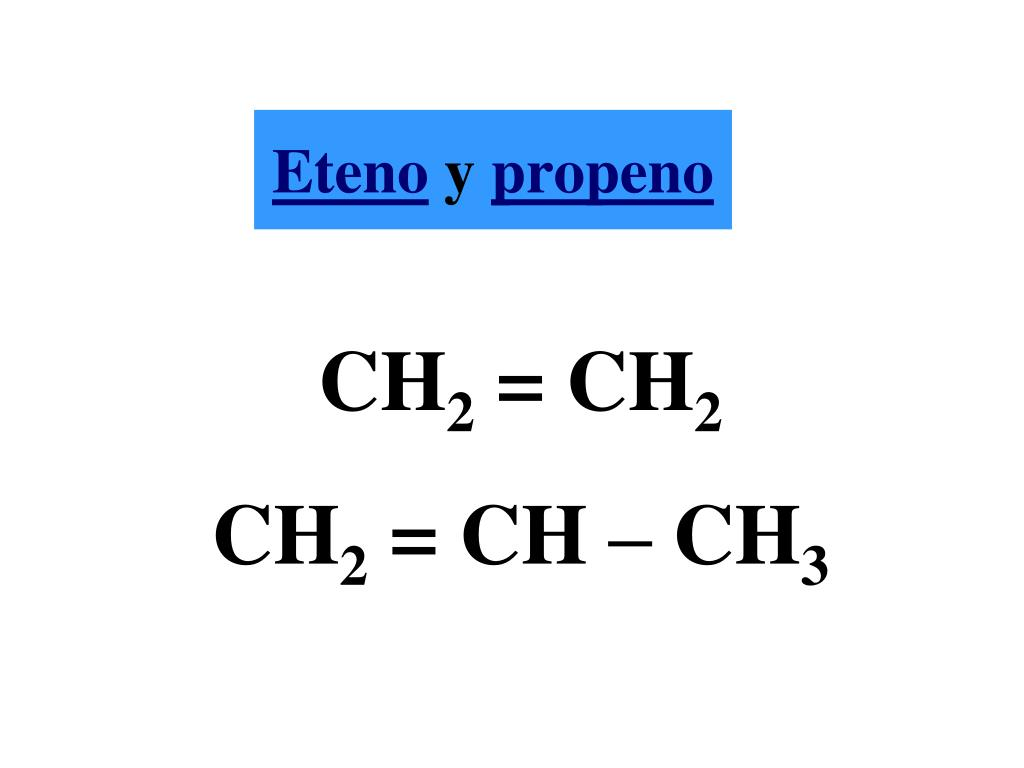 Eteno y propeno
CH₂ = CH₂
CH₂ = CH – CH₃